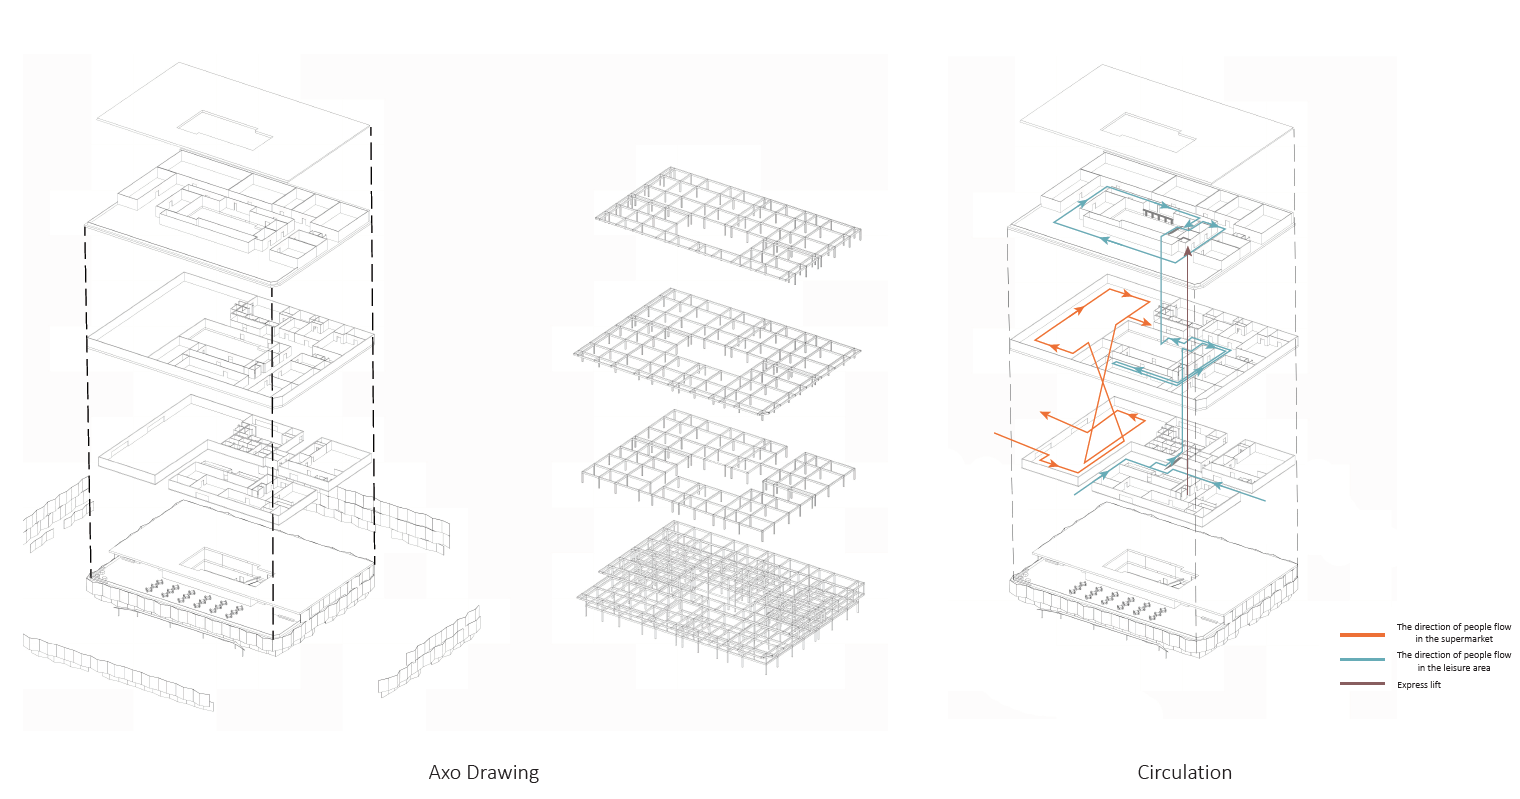 The direction of people flow
in the supermarket
The direction of people flow
in the leisure area
Express lift
Axo Drawing
Circulation